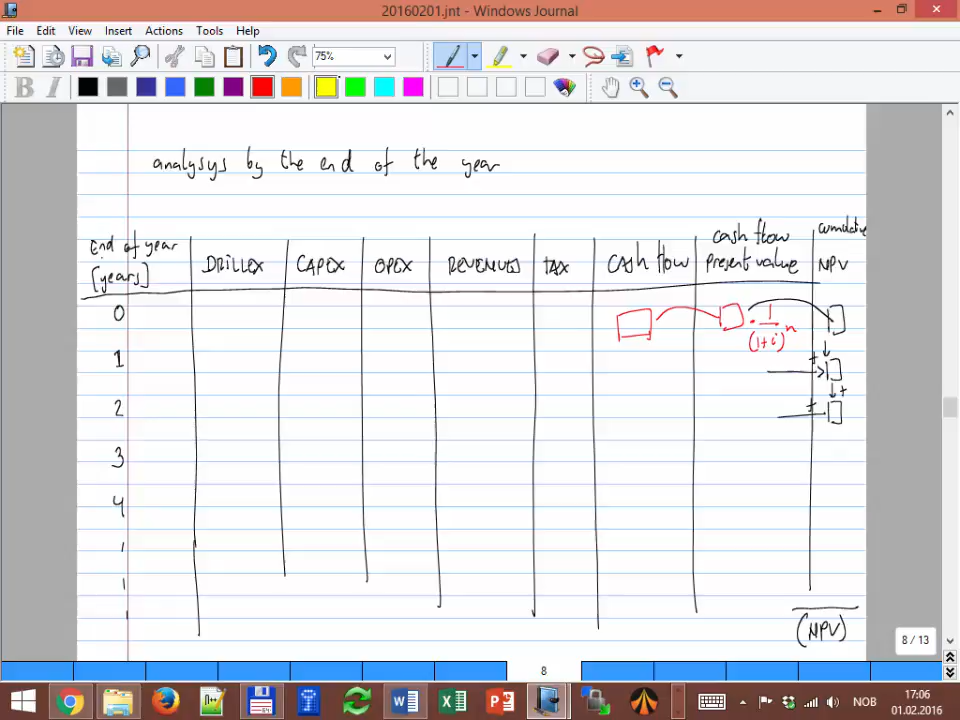 20160201.jnt - Windows Journal
File Edit View Insert Actions Tools Help
75%
B I
analysys by the end of the year
End of year
[years]
DRILLEX
CAPEX
OPEX
REVENUES
TAX
CASH flow
cash flow
present value
cumulative
NPV
0
1
(1+i)^n
1
+
2
+
+
3
4
(NPV)
8 / 13
8
NOB
17:06
01.02.2016